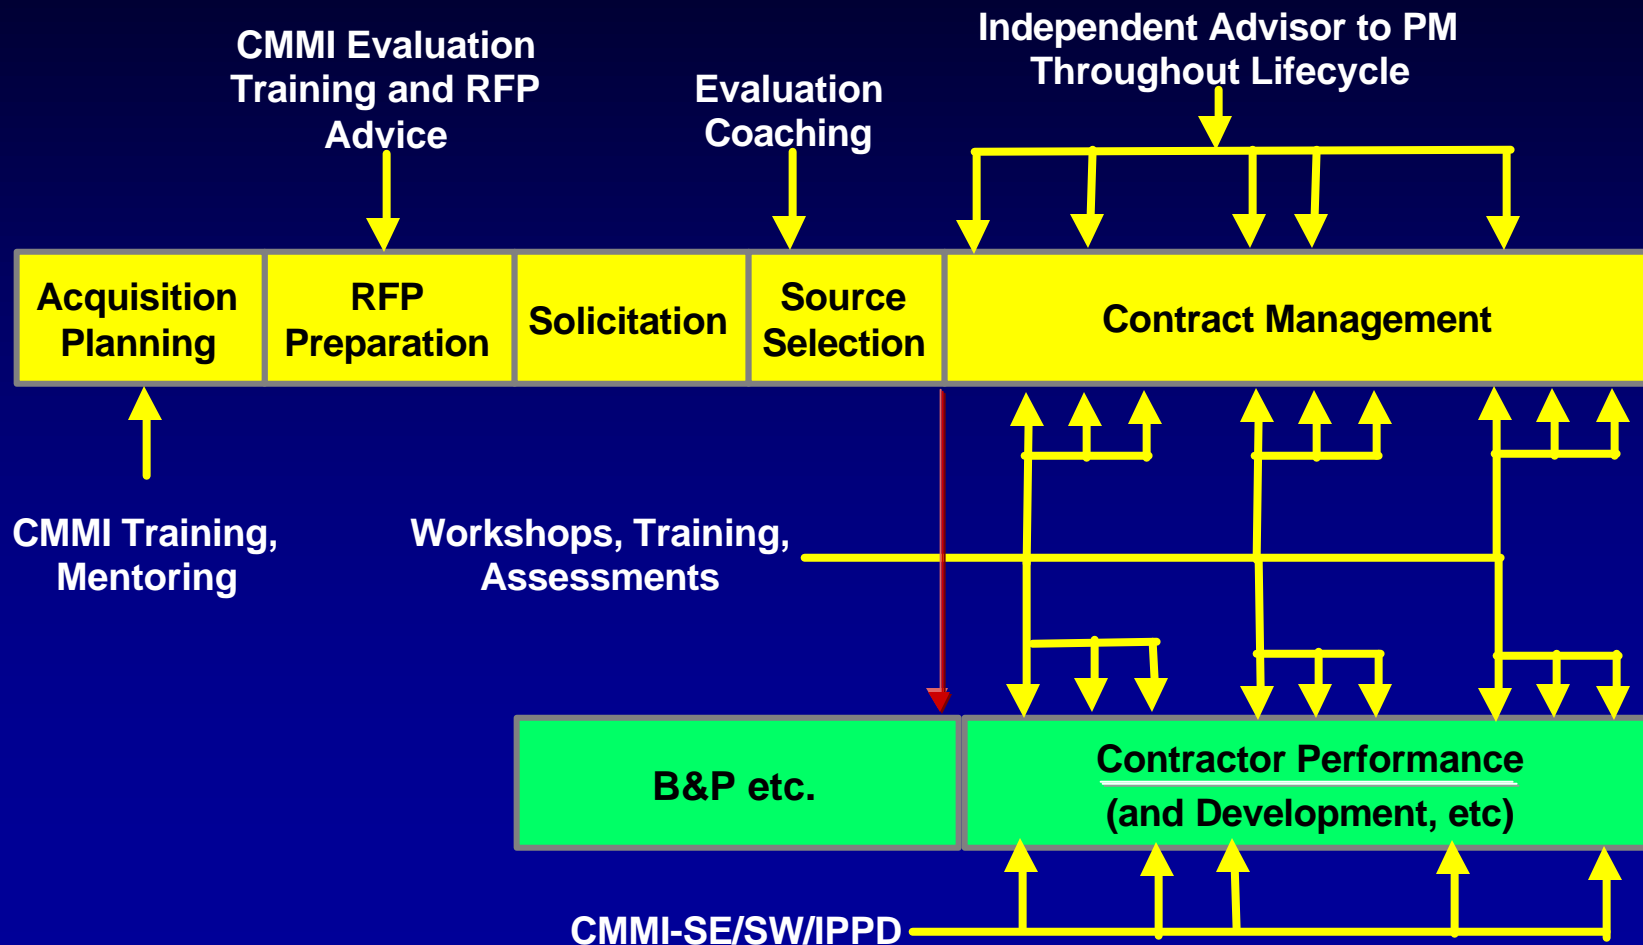 CMMI Evaluation
Training and RFP
Advice
Evaluation
Coaching
Independent Advisor to PM
Throughout Lifecycle
Acquisition
Planning
RFP
Preparation
Solicitation
Source
Selection
Contract Management
CMMI Training,
Mentoring
Workshops, Training,
Assessments
B&P etc.
Contractor Performance
(and Development, etc)
CMMI-SE/SW/IPPD